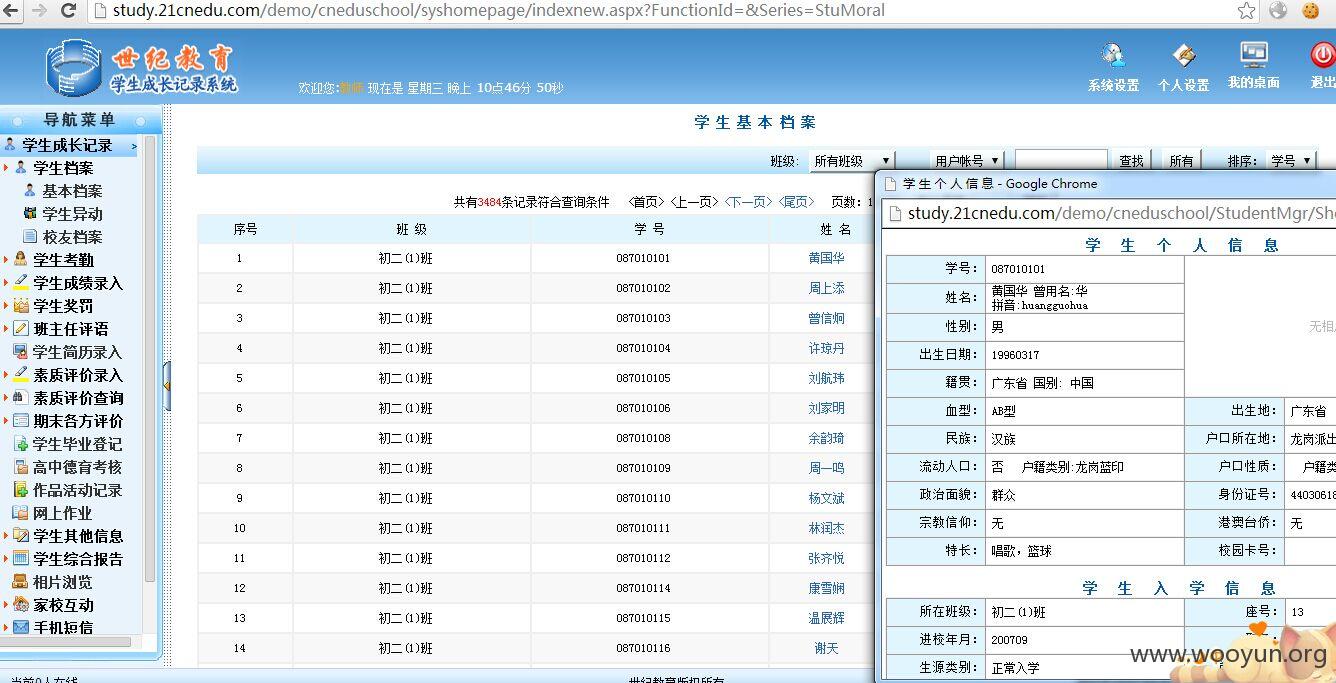 study.21cnedu.com/demo/cneduschool/syshomepage/indexnew.aspx?FunctionId=&Series=StuMoral
世纪教育
学生成长记录系统
欢迎您:教师 现在是 星期三 晚上 10点46分 50秒
系统设置 个人设置 我的桌面 退出
导航菜单
学生成长记录 >
学生档案
基本档案
学生异动
校友档案
学生考勤
学生成绩录入
学生奖罚
班主任评语
学生简历录入
素质评价录入
素质评价查询
期末各方评价
学生毕业登记
高中德育考核
作品活动记录
网上作业
学生其他信息
学生综合报告
相片浏览
家校互动
手机短信
当前0人在线
学生基本档案
班级: 所有班级 用户帐号 查找 所有 排序: 学号
共有3484条记录符合查询条件 <首页> <上一页> <下一页> <尾页> 页数: 1
序号 班级 学号 姓名
1 初二(1)班 087010101 黄国华
2 初二(1)班 087010102 周上添
3 初二(1)班 087010103 曾信炯
4 初二(1)班 087010104 许琼丹
5 初二(1)班 087010105 刘航玮
6 初二(1)班 087010106 刘家明
7 初二(1)班 087010108 余韵琦
8 初二(1)班 087010109 周一鸣
9 初二(1)班 087010110 杨文斌
10 初二(1)班 087010111 林润杰
11 初二(1)班 087010112 张齐悦
12 初二(1)班 087010114 康雪娴
13 初二(1)班 087010115 温展辉
14 初二(1)班 087010116 谢天
世纪教育版权所有
学生个人信息 - Google Chrome
study.21cnedu.com/demo/cneduschool/StudentMgr/Sh
学生个人信息
学号: 087010101
姓名: 黄国华 曾用名:华
拼音:huangguohua
无相
性别: 男
出生日期: 19960317
籍贯: 广东省 国别: 中国
血型: AB型 出生地: 广东省
民族: 汉族 户口所在地: 龙岗派出
流动人口: 否 户籍类别:龙岗蓝印 户口性质: 户籍类
政治面貌: 群众 身份证号: 44030618
宗教信仰: 无 港澳台侨: 无
特长: 唱歌，篮球 校园卡号:
学生入学信息
所在班级: 初二(1)班 座号: 13
进校年月: 200709
生源类别: 正常入学
www.wooyun.org